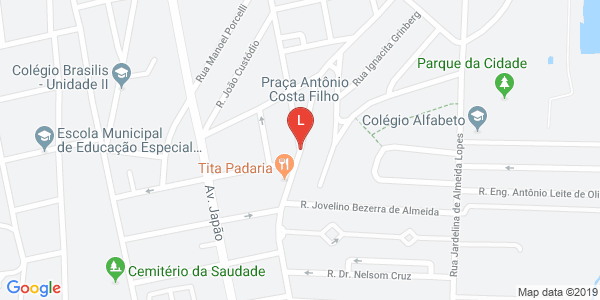 Rua Manoel Porcelli
R. João Custódio
Rua Ignacita Grinberg
Parque da Cidade
Colégio Brasilis
- Unidade II
Praça Antônio
Costa Filho
L
Colégio Alfabeto
Escola Municipal
de Educação Especial...
Rua Jardelina de Almeida Lopes
Tita Padaria
R. Eng. Antônio Leite de Oli
Av. Japão
R. Jovelino Bezerra de Almeida
Cemitério da Saudade
R. Dr. Nelsom Cruz
Google
Map data ©2019